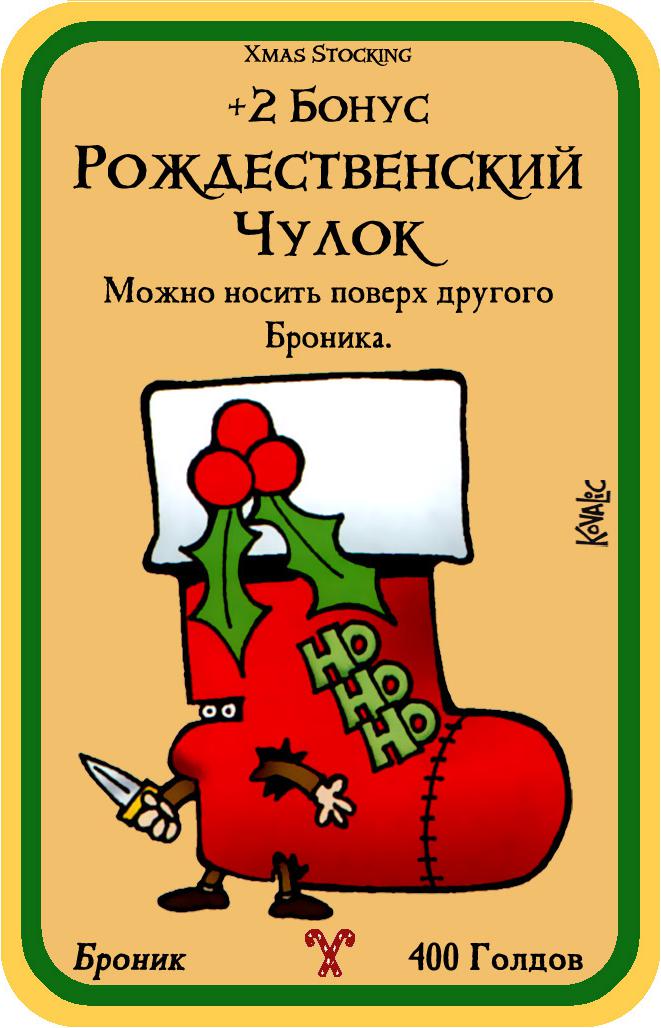 Xmas Stocking
+2 Бонус
Рождественский
Чулок
Можно носить поверх другого
Броника.
KOVALIC
HO
HO
HO
Броник
400 Голдов